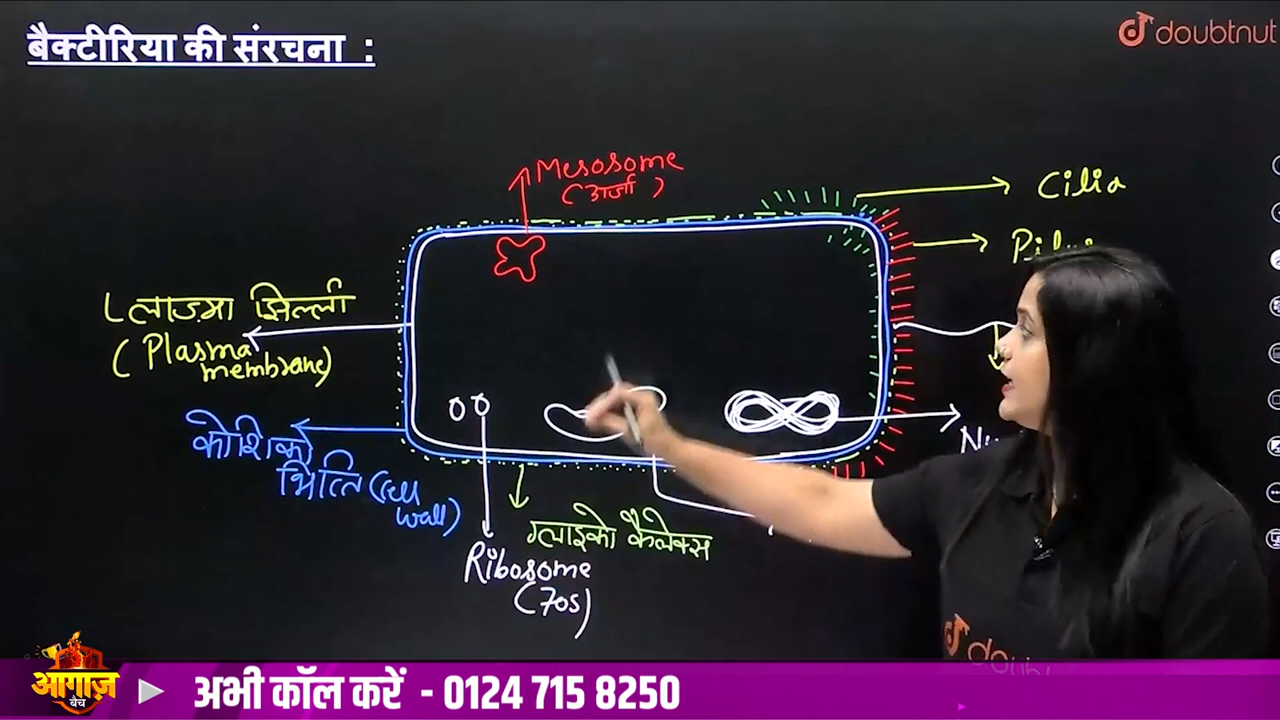 बैक्टीरिया की संरचना :
doubtnut
Mesosome
(ऊर्जा)
Cilia
प्लाज़मा झिल्ली
(Plasma
membrane)
कोशिका
भित्ति (Cell
wall)
ग्लाइको कैलेक्स
Ribosome
(70s)
आगाज़
बैच
अभी कॉल करें - 0124 715 8250